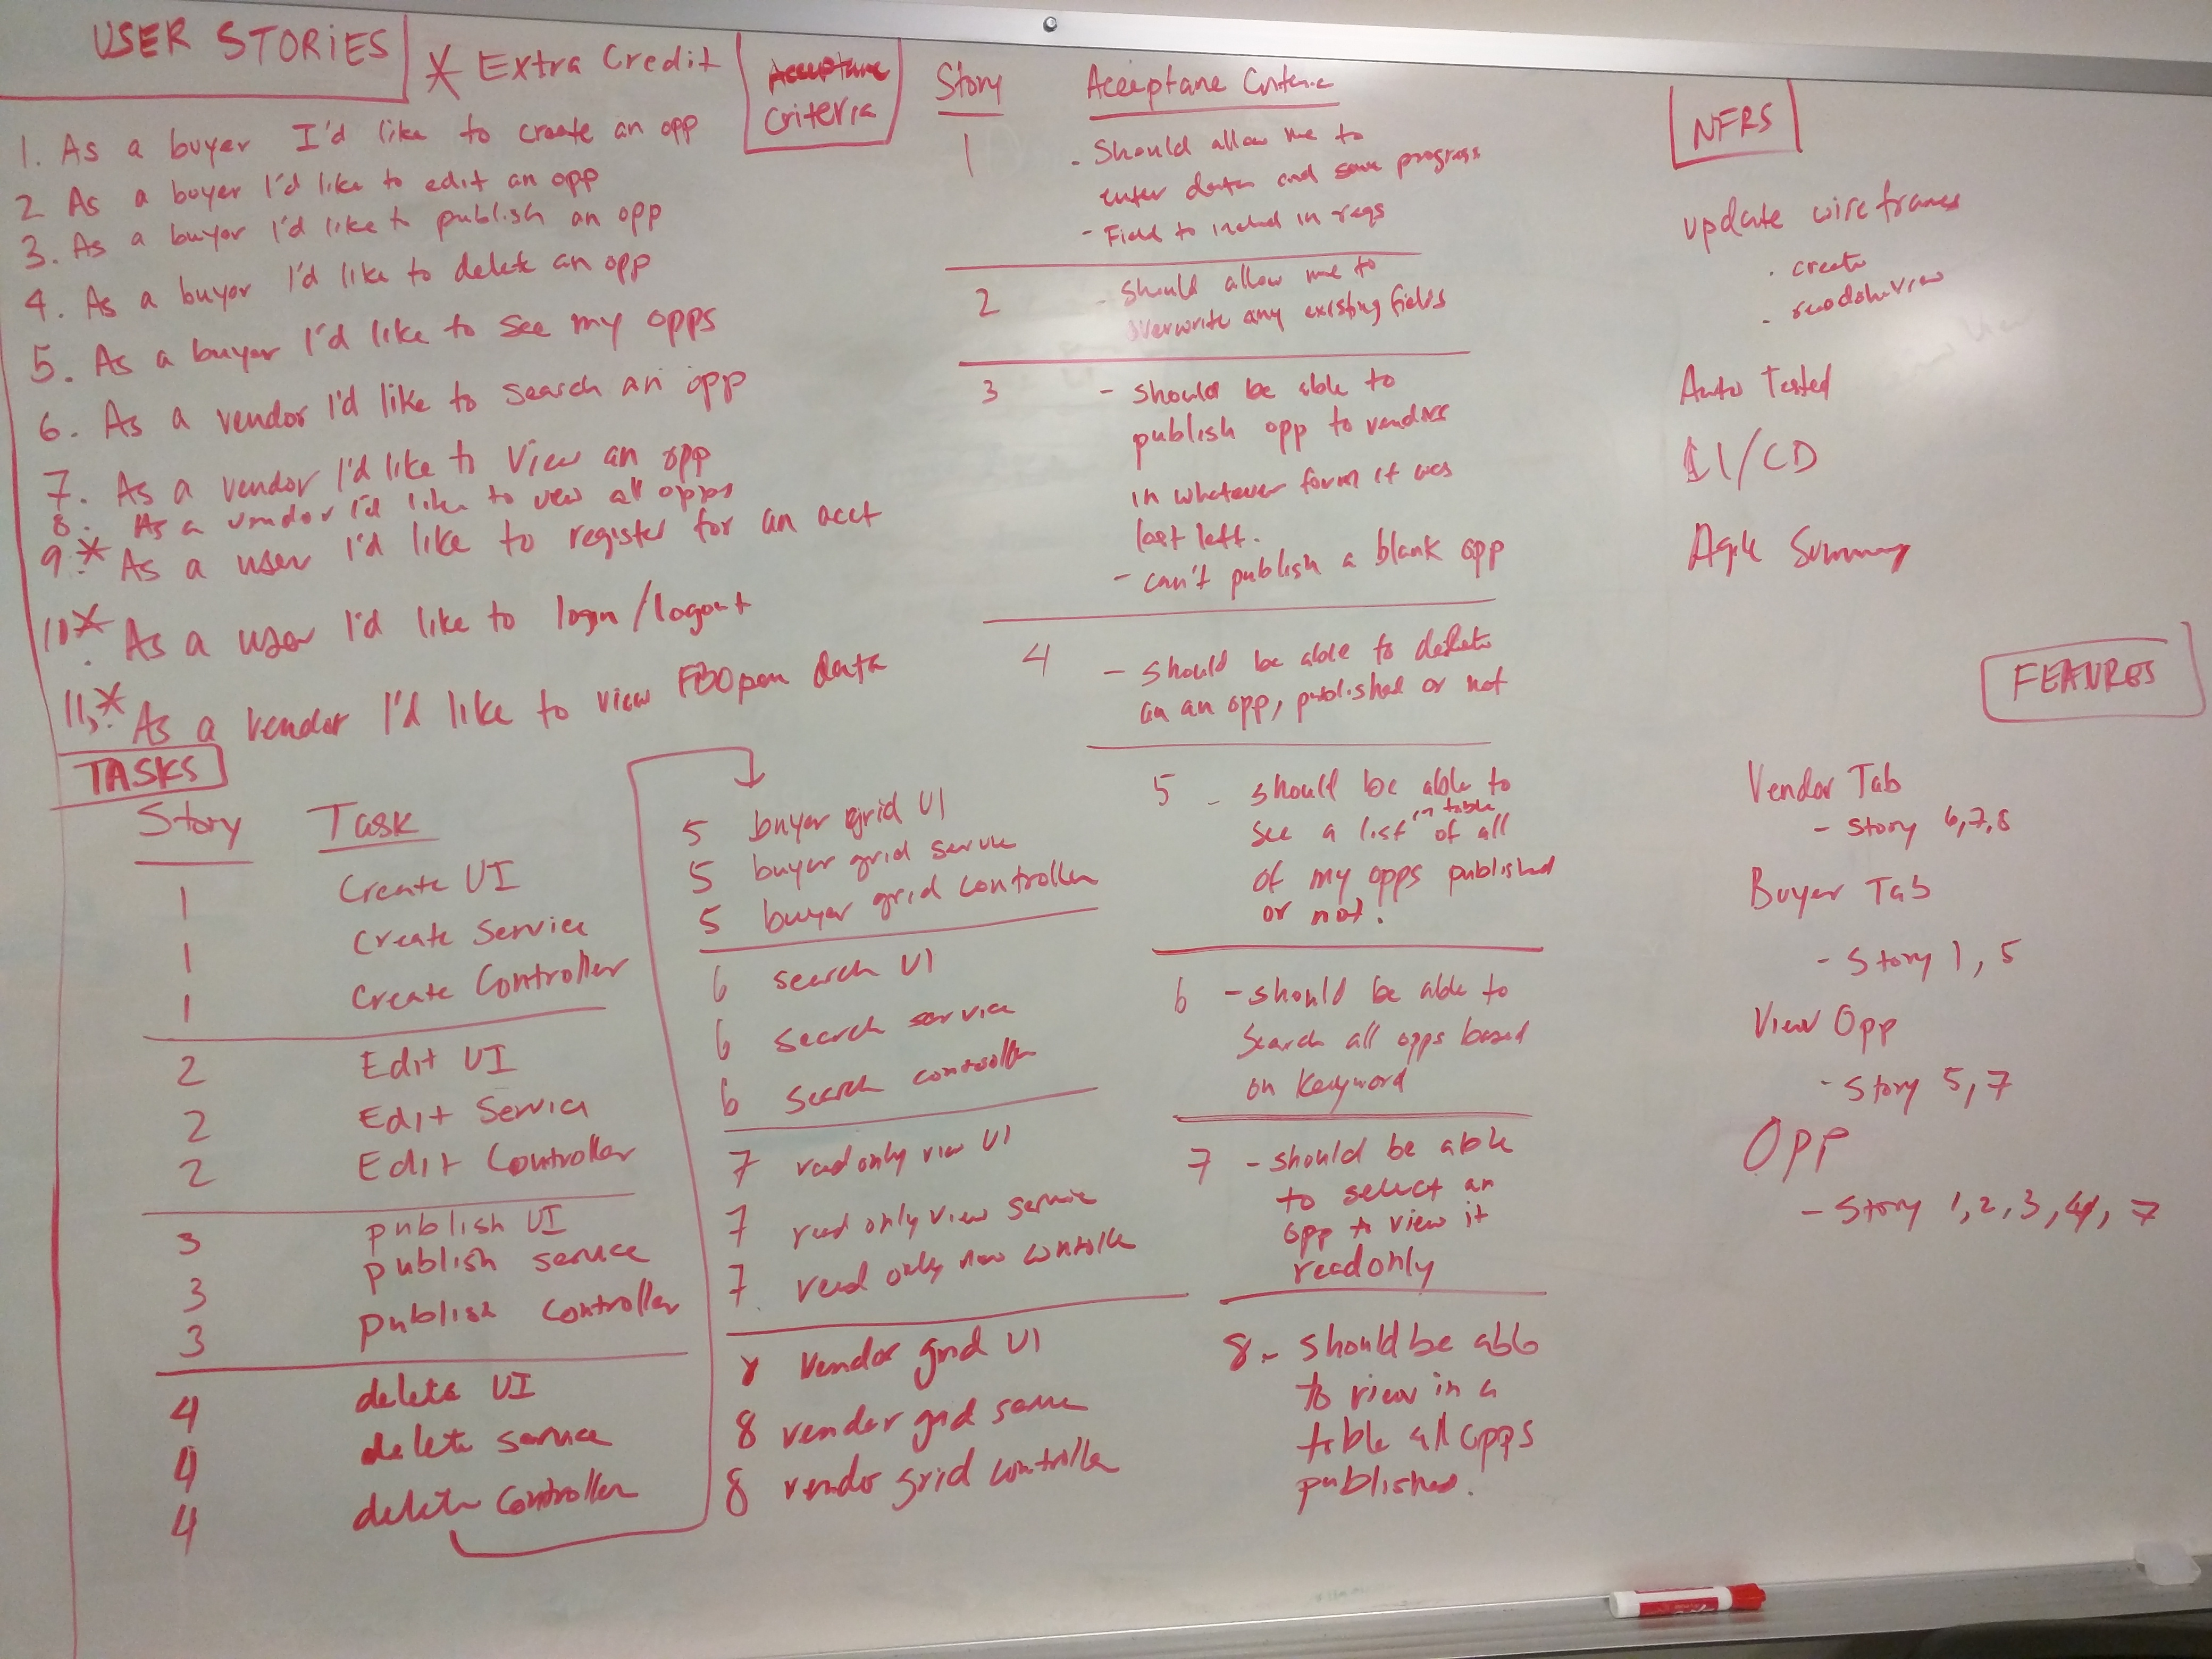 USER STORIES
* Extra Credit
1. As a buyer I'd like to create an opp
2 As a buyer I'd like to edit an opp
3. As a buyer I'd like to publish an opp
4. As a buyer I'd like to delete an opp
5. As a buyer I'd like to see my opps
6. As a vendor I'd like to search an opp
7. As a vendor I'd like to view an opp
8. As a vendor I'd like to view all opps
9.* As a user I'd like to register for an acct
10.* As a user I'd like to login/logout
11.* As a vendor I'd like to view FBOpen data
TASKS
Story Task
1 Create UI
1 Create Service
1 Create Controller
2 Edit UI
2 Edit Service
2 Edit Controller
3 publish UI
3 publish service
3 publish controller
4 delete UI
4 delete service
4 delete controller
5 buyer grid UI
5 buyer grid service
5 buyer grid controller
6 search UI
6 search service
6 search controller
7 read only view UI
7 read only view service
7 read only view controller
8 vendor grid UI
8 vendor grid service
8 vendor grid controller
Acceptane
Criteria
Story Acceptane Criteria
1 - Should allow me to
enter data and save progress
- Field to includ in reqs
2 - Should allow me to
overwrite any existing fields
3 - should be able to
publish opp to vendors
in whatever form it was
last left.
- can't publish a blank opp
4 - should be able to delete
an an opp, published or not
5 - should be able to
see a list in table of all
of my opps published
or not.
6 - should be able to
search all opps based
on keyword
7 - should be able
to select an
opp to view it
readonly
8 - should be able
to view in a
table all opps
published.
NFRS
update wireframes
. create
. readonly view
Auto Tested
CI/CD
Agile Summary
FEATURES
Vendor Tab
- Story 6,7,8
Buyer Tab
- Story 1, 5
View Opp
- Story 5,7
Opp
- Story 1,2,3,4, 7